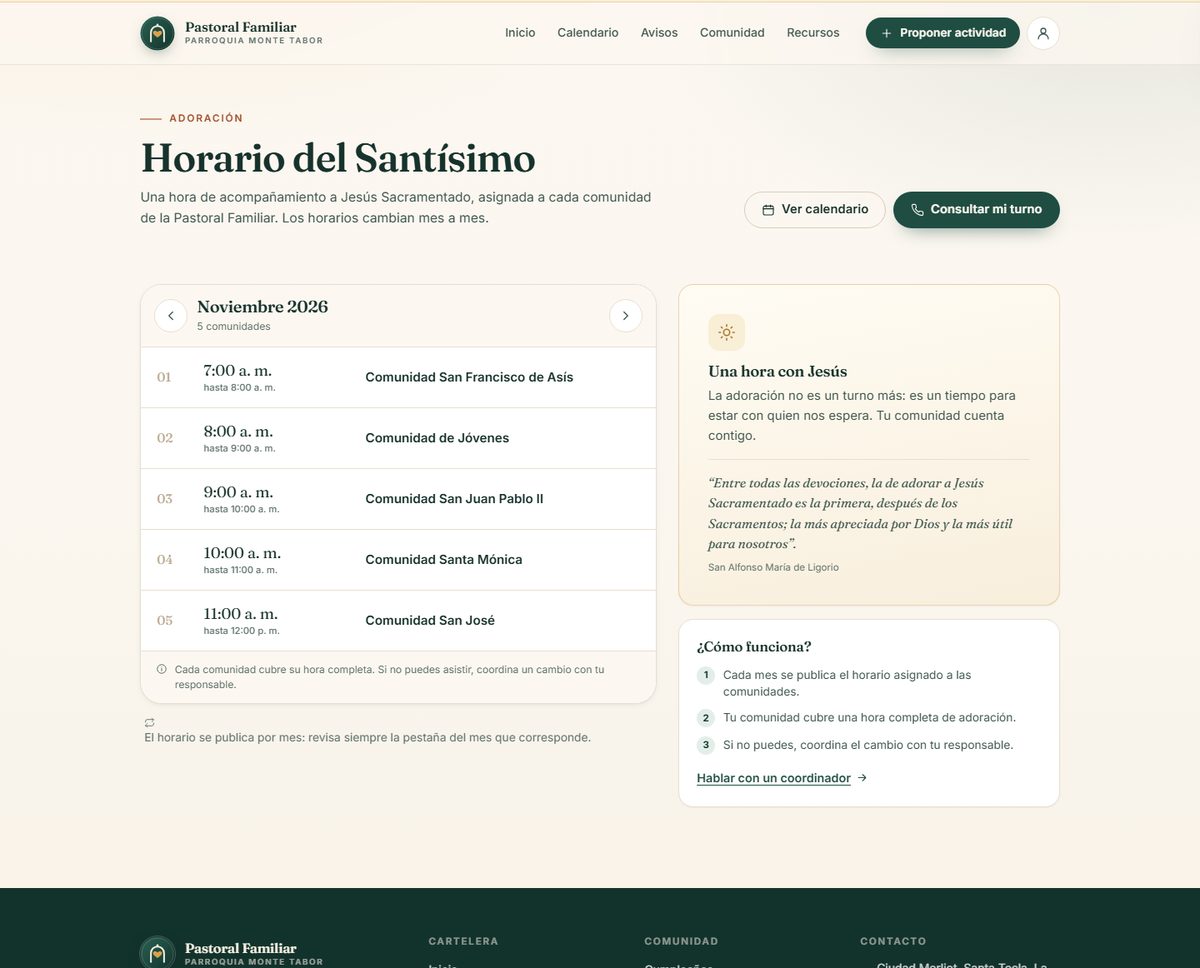 Pastoral Familiar
PARROQUIA MONTE TABOR
Inicio
Calendario
Avisos
Comunidad
Recursos
Proponer actividad
ADORACIÓN
Horario del Santísimo
Una hora de acompañamiento a Jesús Sacramentado, asignada a cada comunidad
de la Pastoral Familiar. Los horarios cambian mes a mes.
Ver calendario
Consultar mi turno
Noviembre 2026
5 comunidades
01
7:00 a. m.
hasta 8:00 a. m.
Comunidad San Francisco de Asís
02
8:00 a. m.
hasta 9:00 a. m.
Comunidad de Jóvenes
03
9:00 a. m.
hasta 10:00 a. m.
Comunidad San Juan Pablo II
04
10:00 a. m.
hasta 11:00 a. m.
Comunidad Santa Mónica
05
11:00 a. m.
hasta 12:00 p. m.
Comunidad San José
Cada comunidad cubre su hora completa. Si no puedes asistir, coordina un cambio con tu
responsable.
El horario se publica por mes: revisa siempre la pestaña del mes que corresponde.
Una hora con Jesús
La adoración no es un turno más: es un tiempo para
estar con quien nos espera. Tu comunidad cuenta
contigo.
“Entre todas las devociones, la de adorar a Jesús
Sacramentado es la primera, después de los
Sacramentos; la más apreciada por Dios y la más útil
para nosotros”.
San Alfonso María de Ligorio
¿Cómo funciona?
1 Cada mes se publica el horario asignado a las
comunidades.
2 Tu comunidad cubre una hora completa de adoración.
3 Si no puedes, coordina el cambio con tu responsable.
Hablar con un coordinador
Pastoral Familiar
PARROQUIA MONTE TABOR
CARTELERA
Inicio
COMUNIDAD
Cumpleaños
CONTACTO
Ciudad Merliot, Santa Tecla, La